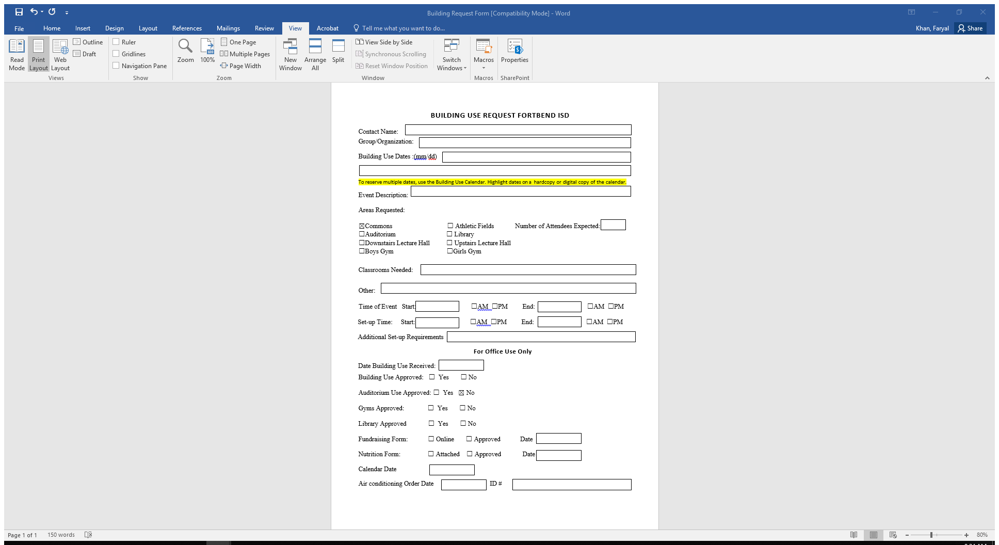 Building Request Form [Compatibility Mode] - Word
File Home Insert Design Layout References Mailings Review View Acrobat Tell me what you want to do... Khan, Faryal Share
Read Mode
Print Layout
Web Layout
Outline
Draft
Views
Ruler
Gridlines
Navigation Pane
Show
Zoom
100
100%
One Page
Multiple Pages
Page Width
Zoom
New Window
Arrange All
Split
View Side by Side
Synchronous Scrolling
Reset Window Position
Window
Switch Windows
Macros
Macros
Properties
SharePoint
BUILDING USE REQUEST FORTBEND ISD
Contact Name:
Group/Organization:
Building Use Dates :(mm/dd)
To reserve multiple dates, use the Building Use Calendar. Highlight dates on a hardcopy or digital copy of the calendar.
Event Description:
Areas Requested:
☒Commons ☐ Athletic Fields Number of Attendees Expected:
☐Auditorium ☐ Library
☐Downstairs Lecture Hall ☐ Upstairs Lecture Hall
☐Boys Gym ☐Girls Gym
Classrooms Needed:
Other:
Time of Event Start: ☐AM ☐PM End: ☐AM ☐PM
Set-up Time: Start: ☐AM ☐PM End: ☐AM ☐PM
Additional Set-up Requirements
For Office Use Only
Date Building Use Received:
Building Use Approved: ☐ Yes ☐ No
Auditorium Use Approved: ☐ Yes ☒ No
Gyms Approved: ☐ Yes ☐ No
Library Approved ☐ Yes ☐ No
Fundraising Form: ☐ Online ☐ Approved Date
Nutrition Form: ☐ Attached ☐ Approved Date
Calendar Date
Air conditioning Order Date ID #
Page 1 of 1 150 words 80%